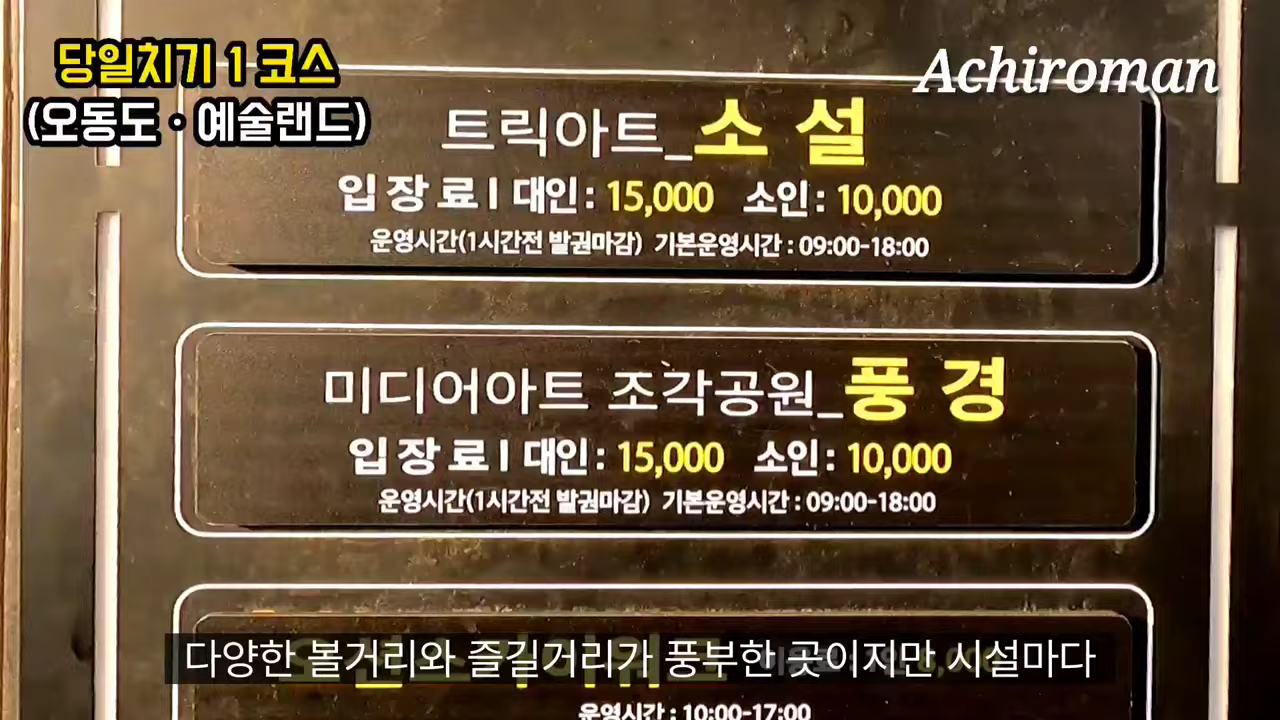 당일치기 1 코스
(오동도·예술랜드)
Achiroman
트릭아트_소 설
입 장 료 l 대인 : 15,000 소인 : 10,000
운영시간(1시간전 발권마감) 기본운영시간 : 09:00-18:00
미디어아트 조각공원_풍 경
입 장 료 l 대인 : 15,000 소인 : 10,000
운영시간(1시간전 발권마감) 기본운영시간 : 09:00-18:00
다양한 볼거리와 즐길거리가 풍부한 곳이지만 시설마다
운영시간 : 10:00-17:00